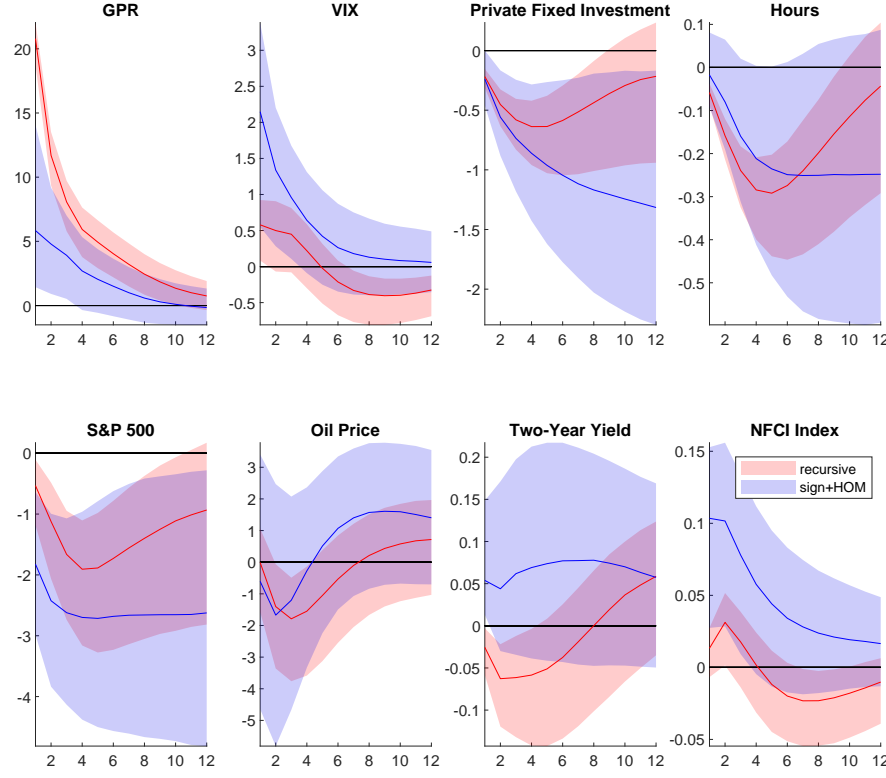 GPR
VIX
Private Fixed Investment
Hours
20
15
10
5
0
2 4 6 8 10 12
3
2.5
2
1.5
1
0.5
0
-0.5
2 4 6 8 10 12
0
-0.5
-1
-1.5
-2
2 4 6 8 10 12
0.1
0
-0.1
-0.2
-0.3
-0.4
-0.5
2 4 6 8 10 12
S&P 500
Oil Price
Two-Year Yield
NFCI Index
0
-1
-2
-3
-4
2 4 6 8 10 12
3
2
1
0
-1
-2
-3
-4
-5
2 4 6 8 10 12
0.2
0.15
0.1
0.05
0
-0.05
-0.1
2 4 6 8 10 12
0.15
0.1
0.05
0
-0.05
2 4 6 8 10 12
recursive
sign+HOM